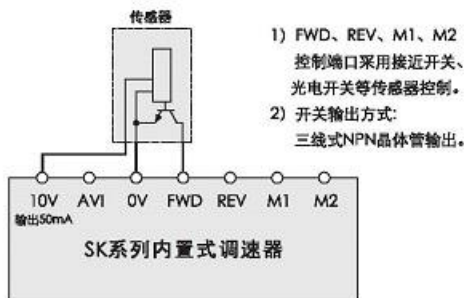 传感器
1) FWD、REV、M1、M2
控制端口采用接近开关、
光电开关等传感器控制。
2) 开关输出方式:
三线式NPN晶体管输出。
10V AVI 0V FWD REV M1 M2
输出50mA
SK系列内置式调速器